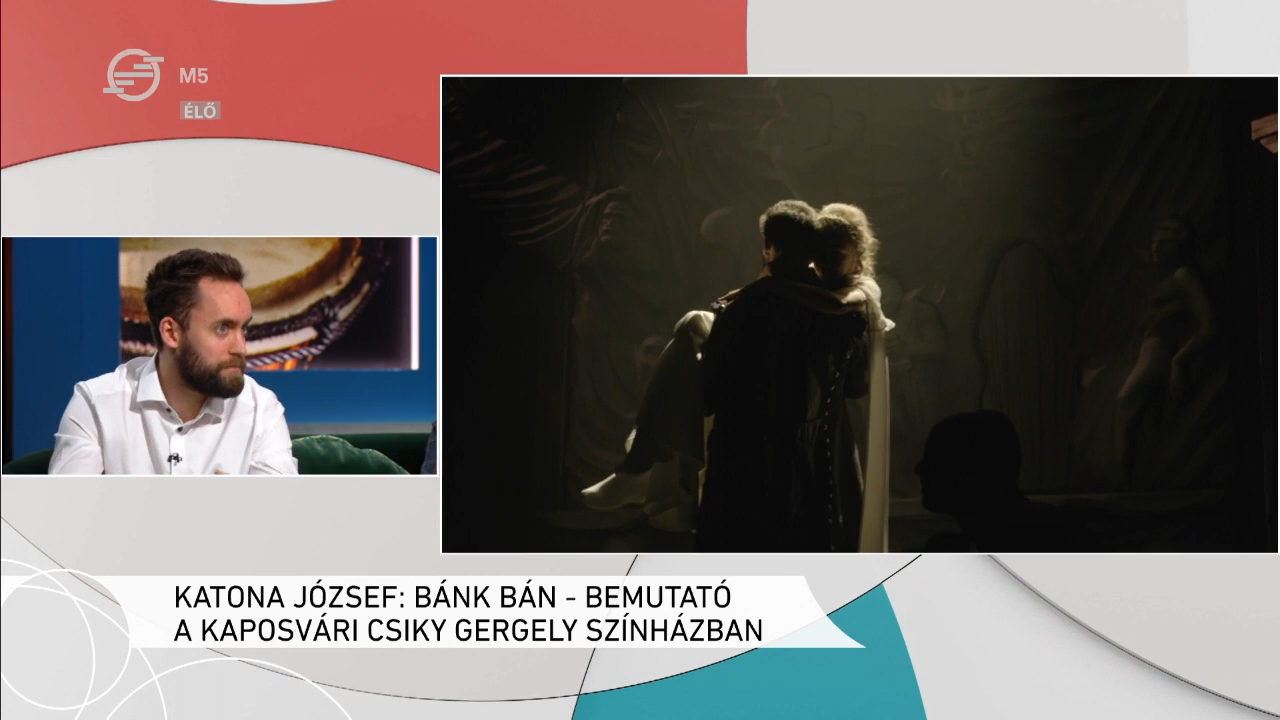 M5
ÉLŐ
KATONA JÓZSEF: BÁNK BÁN - BEMUTATÓ
A KAPOSVÁRI CSIKY GERGELY SZÍNHÁZBAN